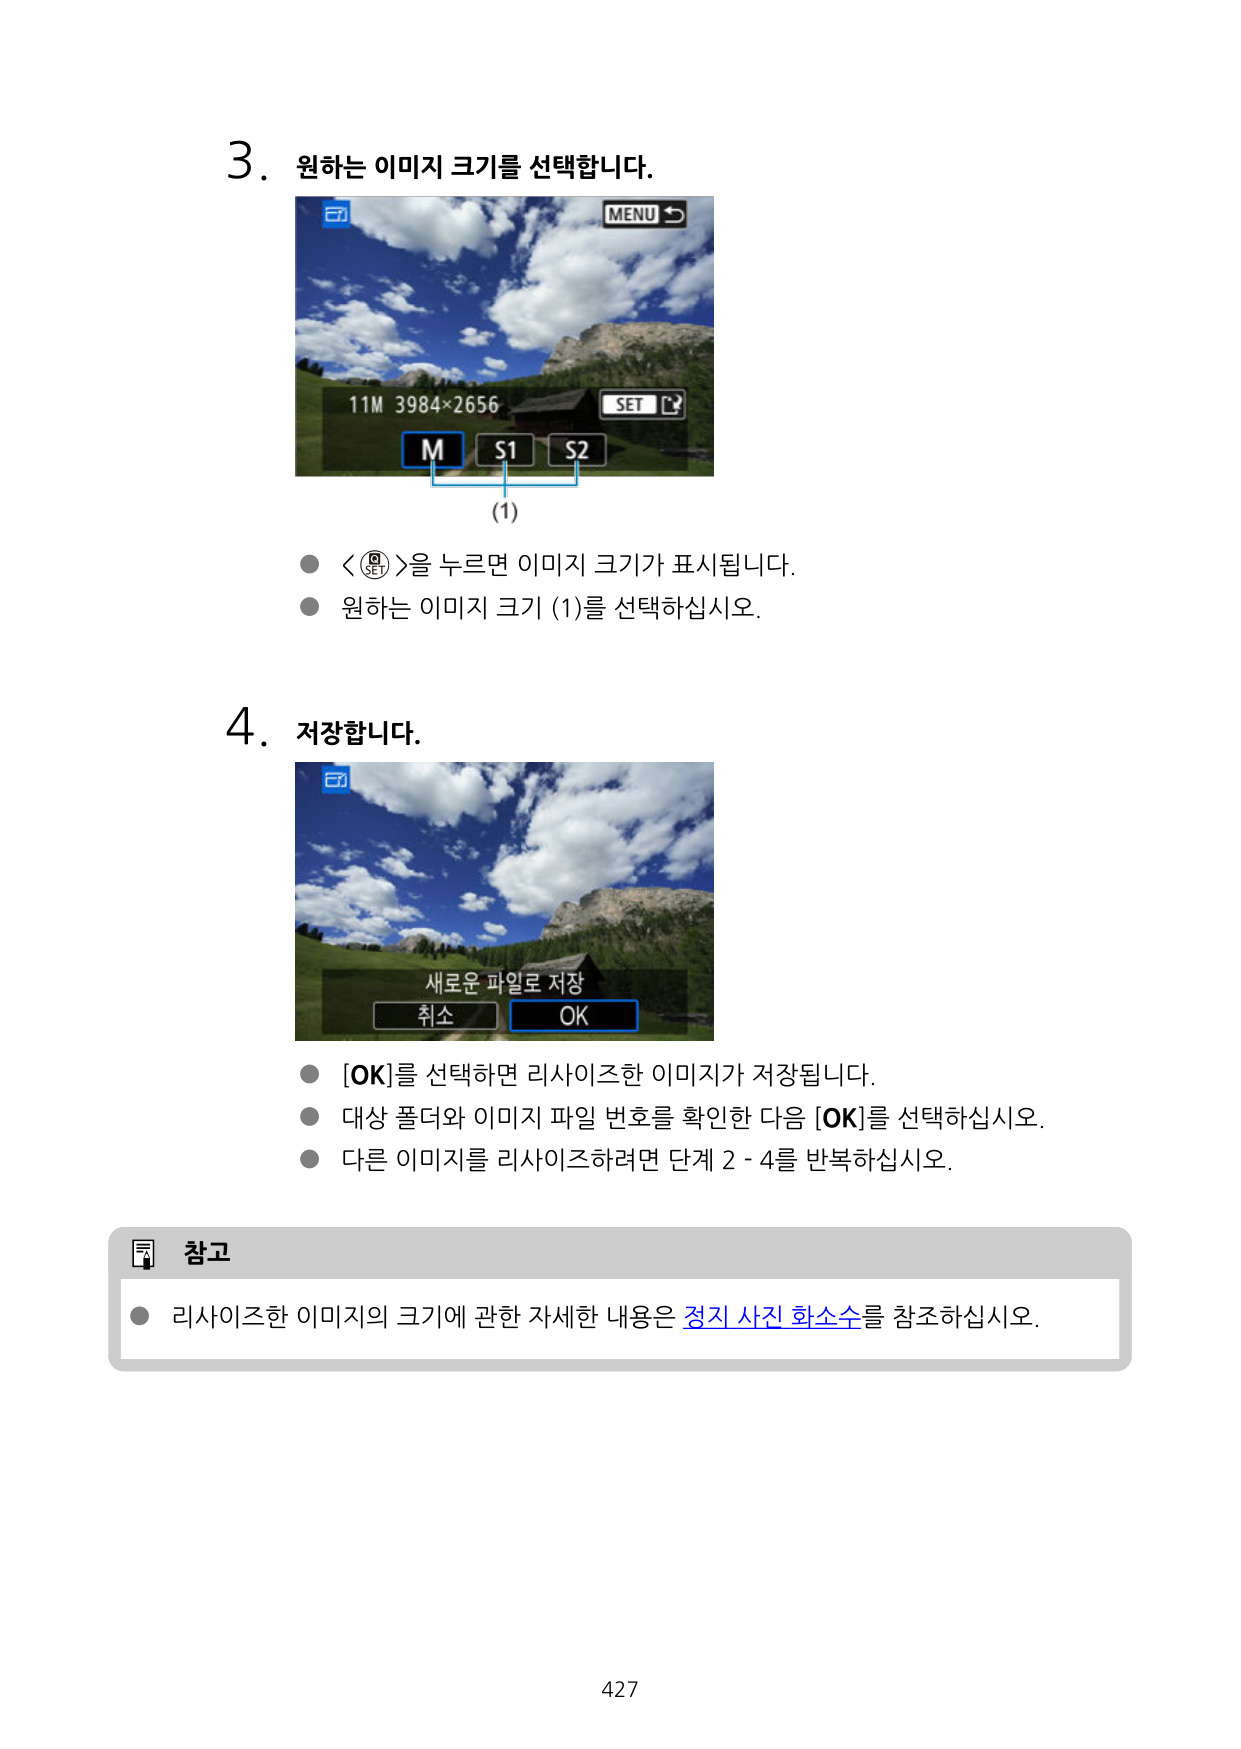 3. 원하는 이미지 크기를 선택합니다.
MENU
11M 3984×2656
SET
M S1 S2
(1)
● <SET>을 누르면 이미지 크기가 표시됩니다.
● 원하는 이미지 크기 (1)를 선택하십시오.
4. 저장합니다.
새로운 파일로 저장
취소 OK
● [OK]를 선택하면 리사이즈한 이미지가 저장됩니다.
● 대상 폴더와 이미지 파일 번호를 확인한 다음 [OK]를 선택하십시오.
● 다른 이미지를 리사이즈하려면 단계 2 - 4를 반복하십시오.
참고
● 리사이즈한 이미지의 크기에 관한 자세한 내용은 정지 사진 화소수를 참조하십시오.
427